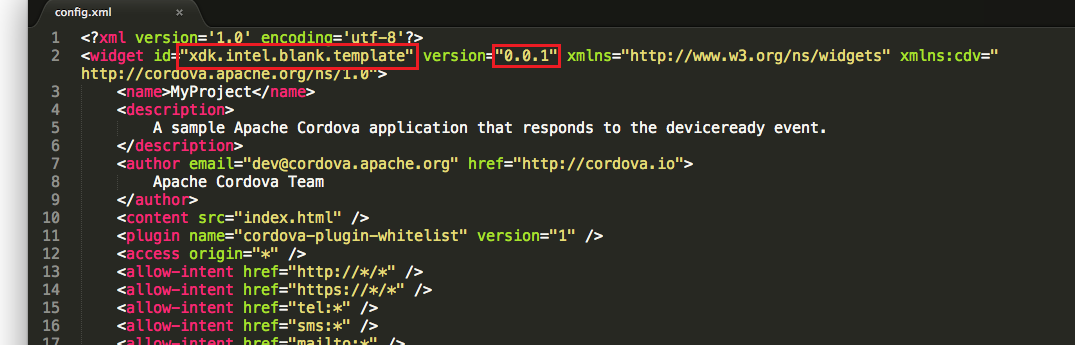 config.xml ×
1 <?xml version='1.0' encoding='utf-8'?>
2 <widget id="xdk.intel.blank.template" version="0.0.1" xmlns="http://www.w3.org/ns/widgets" xmlns:cdv="
http://cordova.apache.org/ns/1.0">
3 <name>MyProject</name>
4 <description>
5 A sample Apache Cordova application that responds to the deviceready event.
6 </description>
7 <author email="dev@cordova.apache.org" href="http://cordova.io">
8 Apache Cordova Team
9 </author>
10 <content src="index.html" />
11 <plugin name="cordova-plugin-whitelist" version="1" />
12 <access origin="*" />
13 <allow-intent href="http://*/*" />
14 <allow-intent href="https://*/*" />
15 <allow-intent href="tel:*" />
16 <allow-intent href="sms:*" />
17 <allow-intent href="mailto:*" />